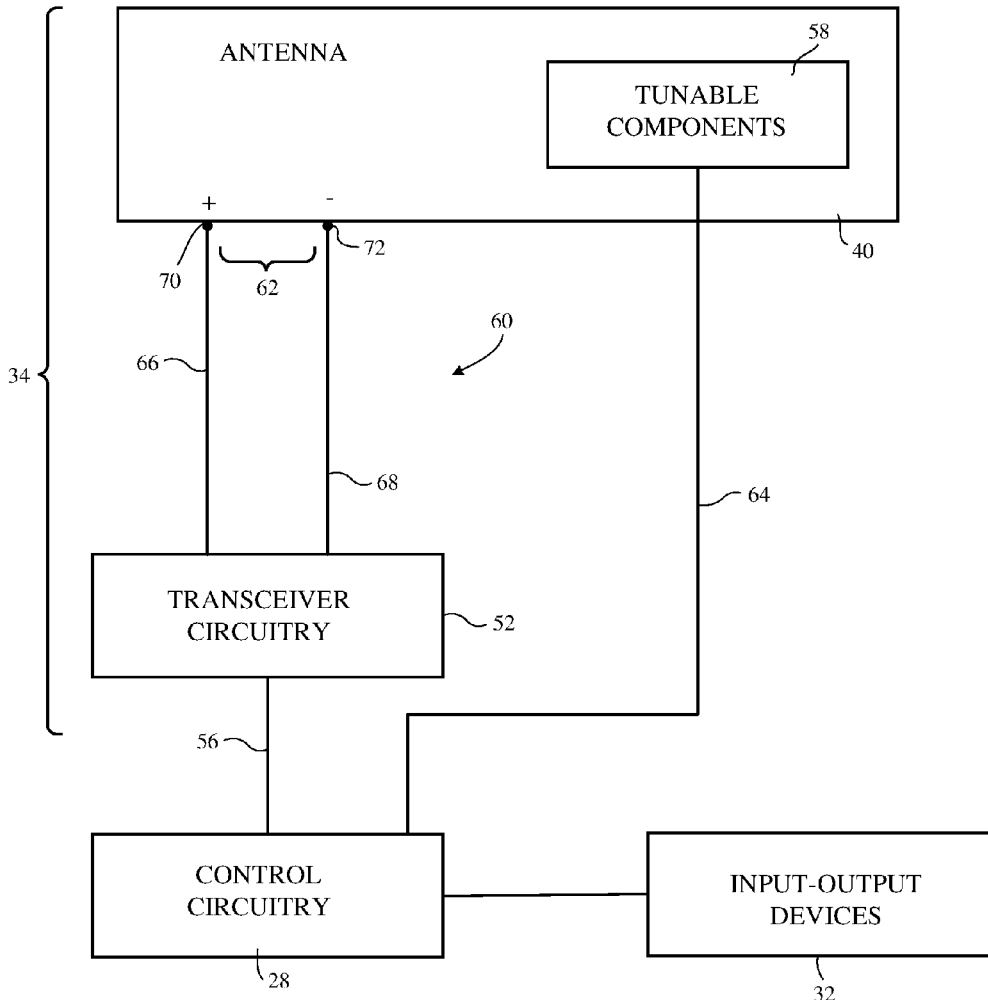 58
ANTENNA
TUNABLE
COMPONENTS
+ -
70
62
72
40
60
34
66
68
64
TRANSCEIVER
CIRCUITRY
52
56
CONTROL
CIRCUITRY
INPUT-OUTPUT
DEVICES
28
32